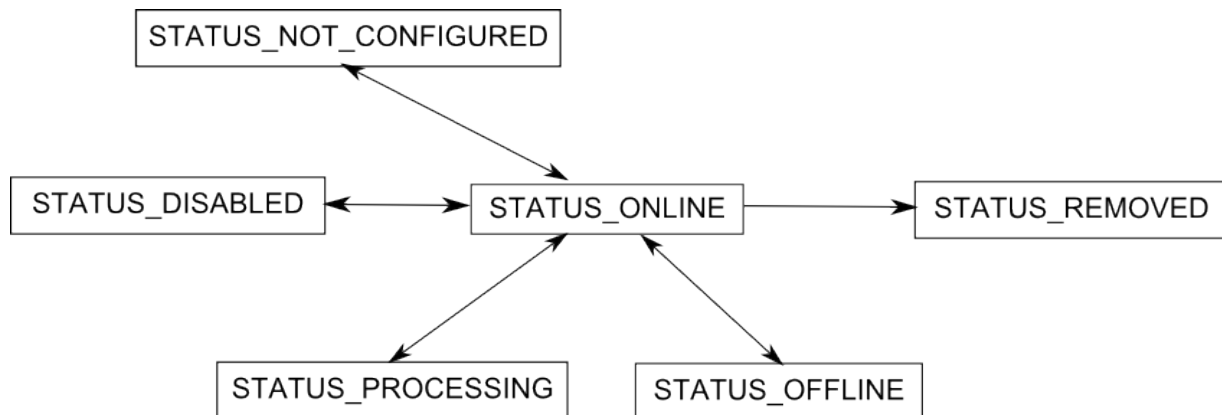 STATUS_NOT_CONFIGURED
STATUS_DISABLED
STATUS_ONLINE
STATUS_REMOVED
STATUS_PROCESSING
STATUS_OFFLINE